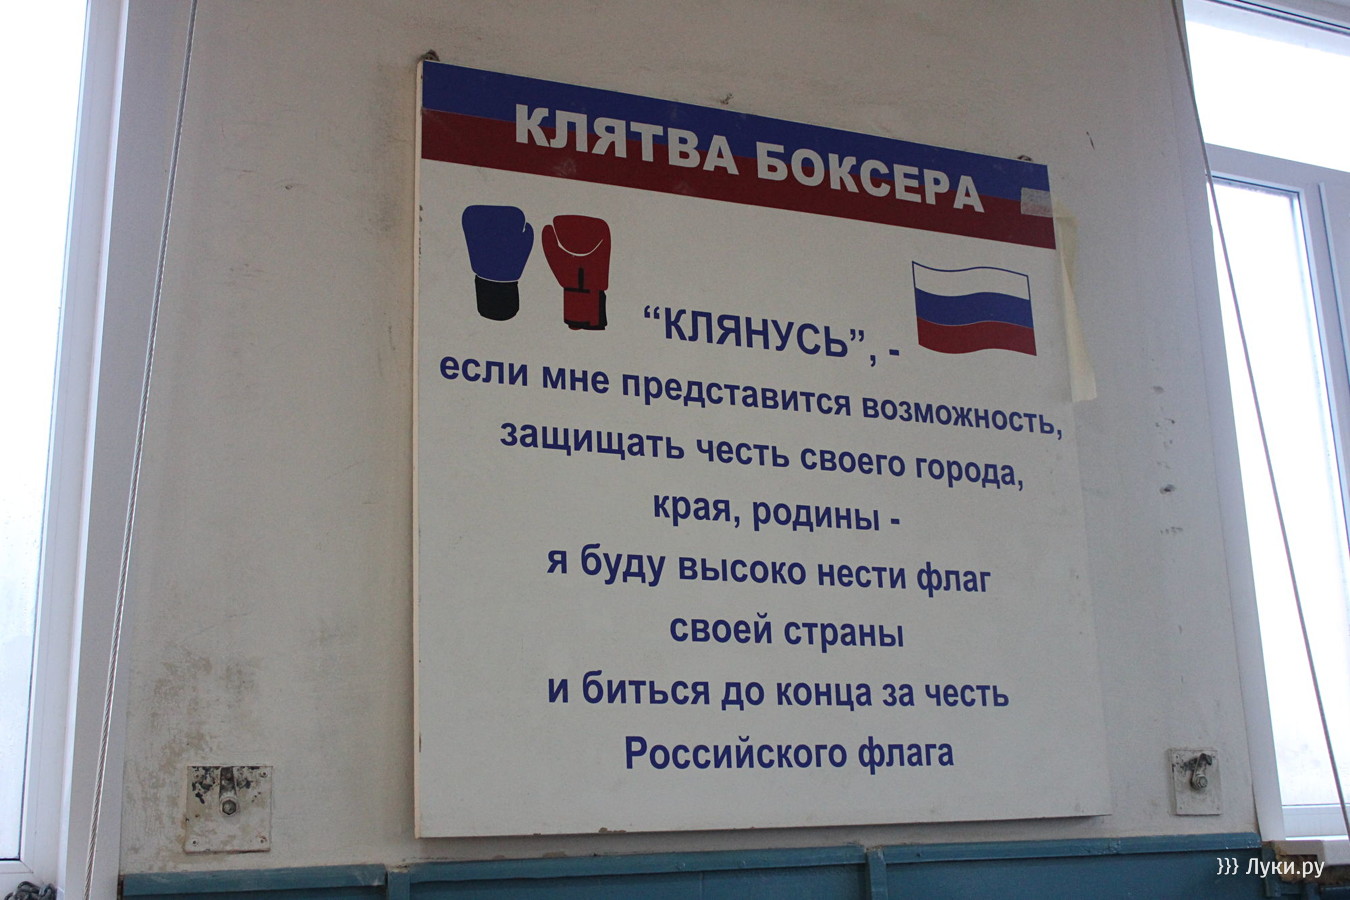 КЛЯТВА БОКСЕРА
“КЛЯНУСЬ”, -
если мне представится возможность,
защищать честь своего города,
края, родины -
я буду высоко нести флаг
своей страны
и биться до конца за честь
Российского флага
}}} Луки.ру